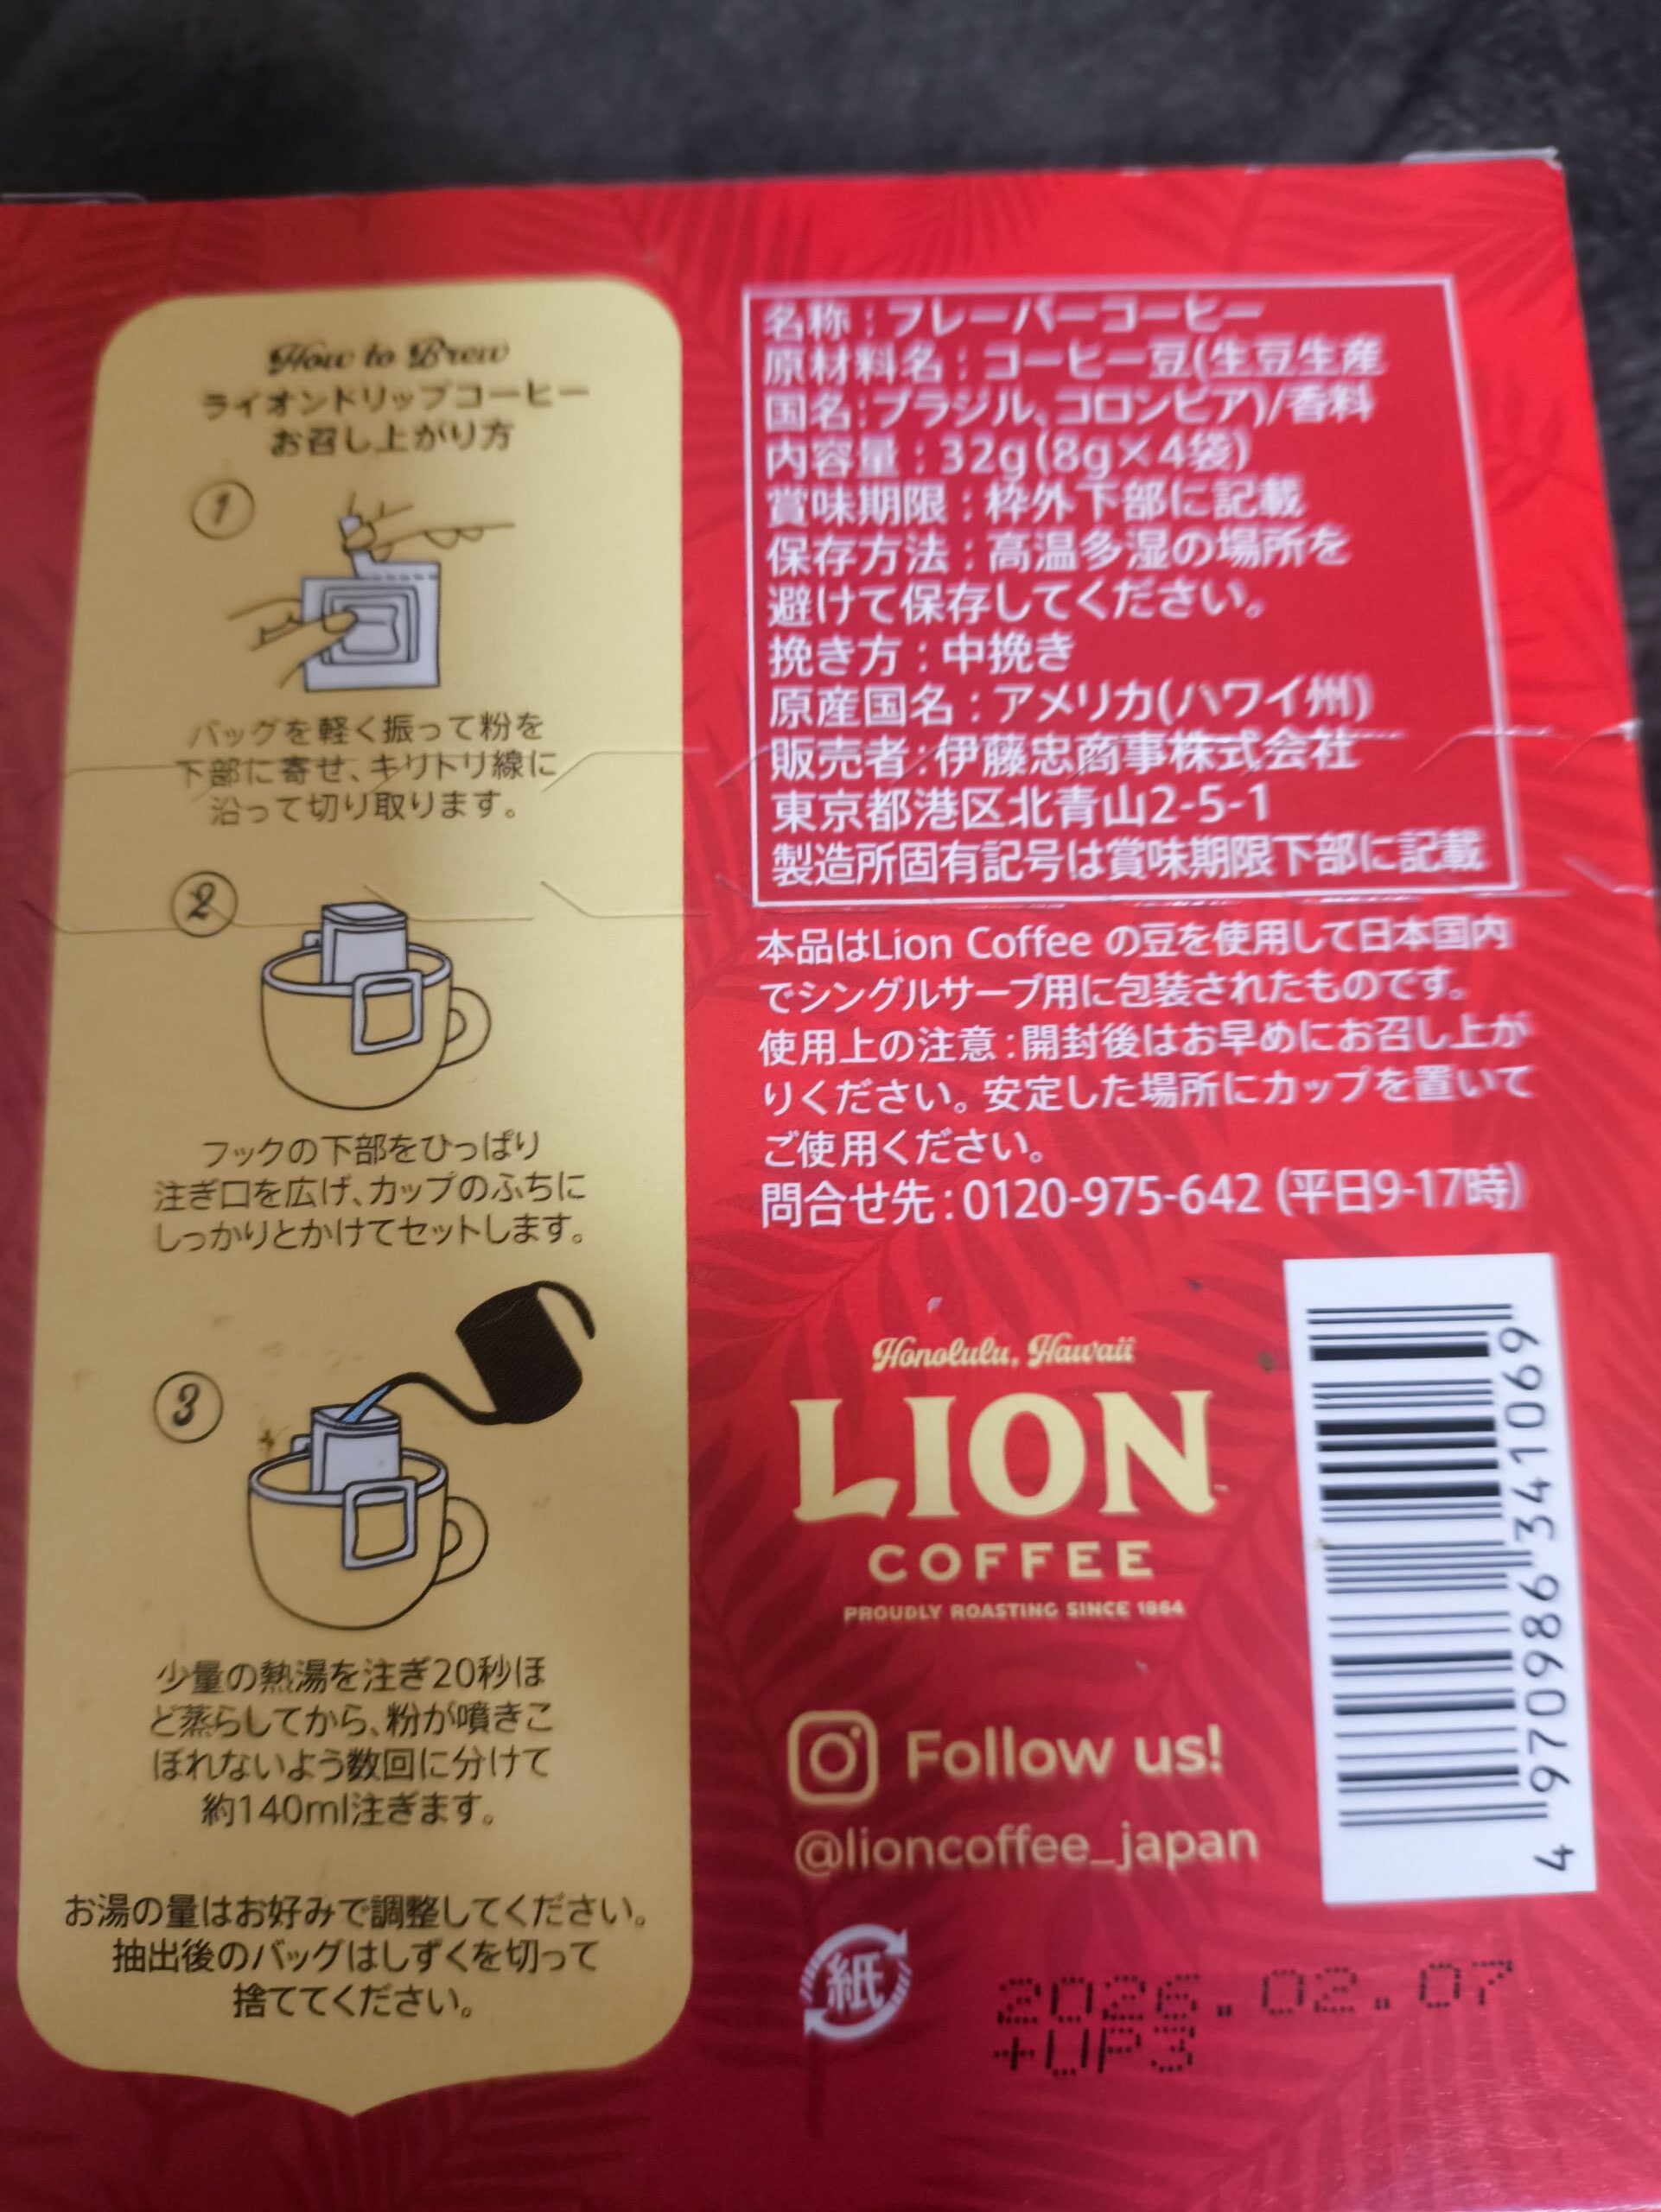 How to Brew
ライオンドリップコーヒー
お召し上がり方
1
バッグを軽く振って粉を
下部に寄せ、キリトリ線に
沿って切り取ります。
2
フックの下部をひっぱり
注ぎ口を広げ、カップのふちに
しっかりとかけてセットします。
3
少量の熱湯を注ぎ20秒ほ
ど蒸らしてから、粉が噴きこ
ぼれないよう数回に分けて
約140ml注ぎます。
お湯の量はお好みで調整してください。
抽出後のバッグはしずくを切って
捨ててください。
名称:フレーバーコーヒー
原材料名:コーヒー豆(生豆生産
国名:ブラジル、コロンビア)/香料
内容量:32g(8g×4袋)
賞味期限:枠外下部に記載
保存方法:高温多湿の場所を
避けて保存してください。
挽き方:中挽き
原産国名:アメリカ(ハワイ州)
販売者:伊藤忠商事株式会社
東京都港区北青山2-5-1
製造所固有記号は賞味期限下部に記載
本品はLion Coffee の豆を使用して日本国内
でシングルサーブ用に包装されたものです。
使用上の注意:開封後はお早めにお召し上が
りください。安定した場所にカップを置いて
ご使用ください。
問合せ先:0120-975-642 (平日9-17時)
Honolulu, Hawaii
LION
COFFEE
PROUDLY ROASTING SINCE 1864
Follow us!
@lioncoffee_japan
4 970986 341069
紙
2026.02.07
+UP3